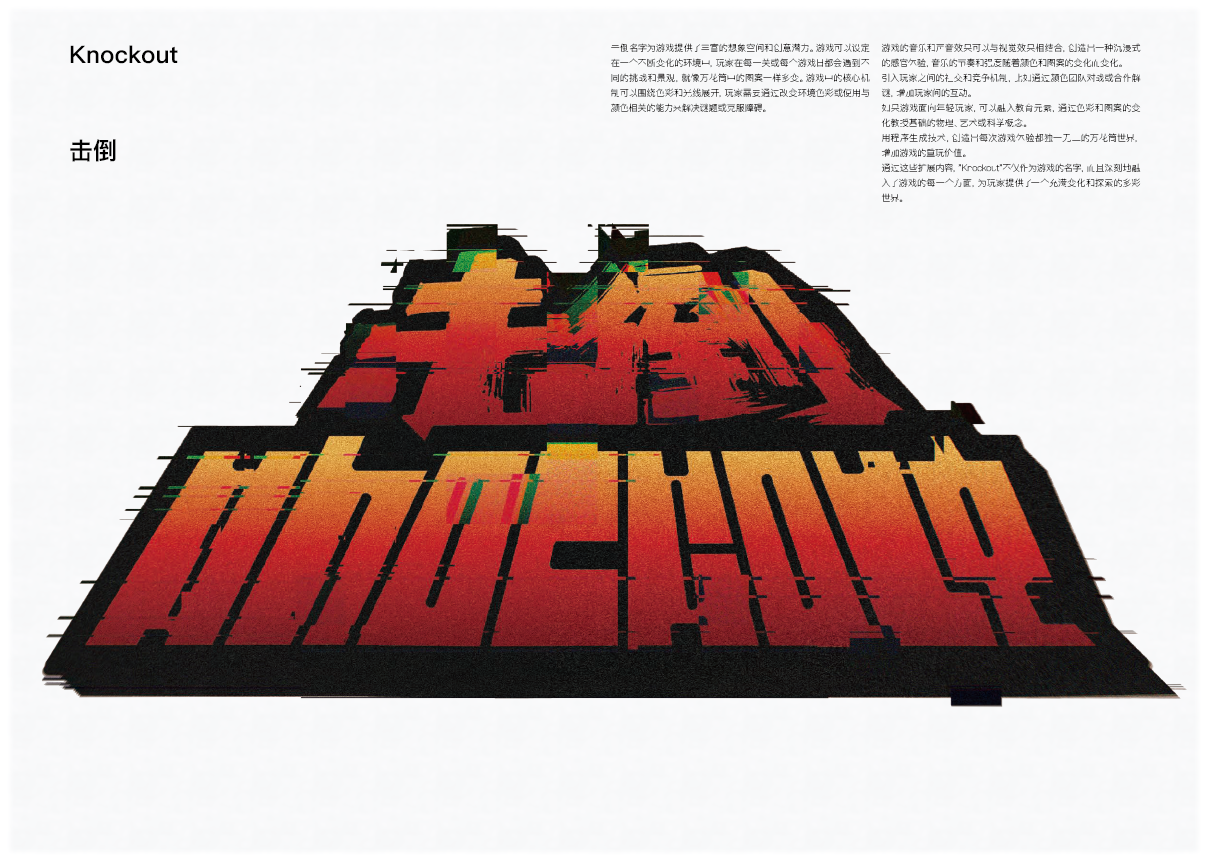 Knockout
击倒
这个名字为游戏提供了丰富的想象空间和创意潜力。游戏可以设定
在一个不断变化的环境中, 玩家在每一关或每个游戏日都会遇到不
同的挑战和景观, 就像万花筒中的图案一样多变。游戏中的核心机
制可以围绕色彩和光线展开, 玩家需要通过改变环境色彩或使用与
颜色相关的能力来解决谜题或克服障碍。
游戏的音乐和声音效果可以与视觉效果相结合, 创造出一种沉浸式
的感官体验, 音乐的节奏和强度随着颜色和图案的变化而变化。
引入玩家之间的社交和竞争机制, 比如通过颜色团队对战或合作解
谜, 增加玩家间的互动。
如果游戏面向年轻玩家, 可以融入教育元素, 通过色彩和图案的变
化教授基础的物理、艺术或科学概念。
用程序生成技术, 创造出每次游戏体验都独一无二的万花筒世界,
增加游戏的重玩价值。
通过这些扩展内容, "Knockout"不仅作为游戏的名字, 而且深刻地融
入了游戏的每一个方面, 为玩家提供了一个充满变化和探索的多彩
世界。
击倒
knockout